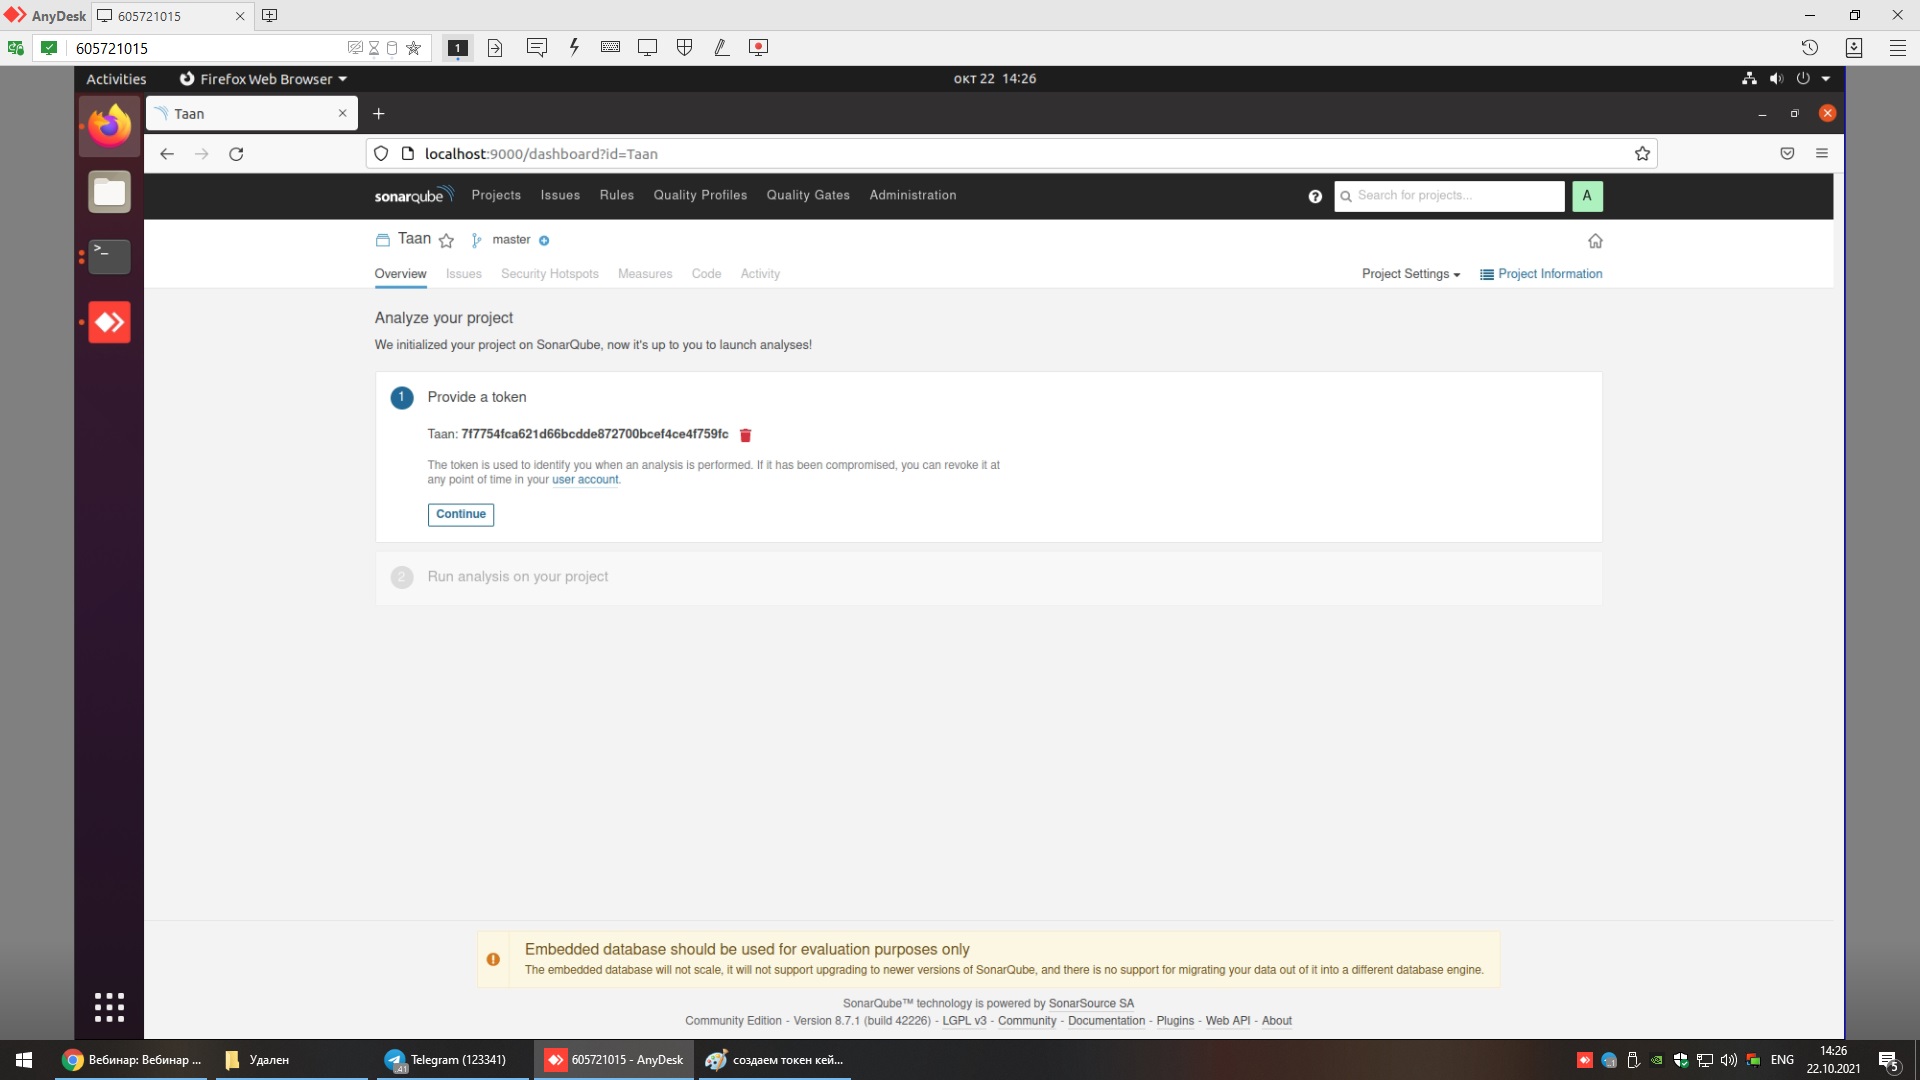 AnyDesk 605721015
605721015 1
Activities Firefox Web Browser окт 22 14:26
Taan
localhost:9000/dashboard?id=Taan
sonarqube Projects Issues Rules Quality Profiles Quality Gates Administration ? Search for projects... A
Taan master
Overview Issues Security Hotspots Measures Code Activity Project Settings Project Information
Analyze your project
We initialized your project on SonarQube, now it's up to you to launch analyses!
1 Provide a token
Taan: 7f7754fca621d66bcdde872700bcef4ce4f759fc
The token is used to identify you when an analysis is performed. If it has been compromised, you can revoke it at
any point of time in your user account.
Continue
2 Run analysis on your project
Embedded database should be used for evaluation purposes only
The embedded database will not scale, it will not support upgrading to newer versions of SonarQube, and there is no support for migrating your data out of it into a different database engine.
SonarQube™ technology is powered by SonarSource SA
Community Edition - Version 8.7.1 (build 42226) - LGPL v3 - Community - Documentation - Plugins - Web API - About
Вебинар: Вебинар ... Удален Telegram (123341) 605721015 - AnyDesk создаем токен кей... ENG 14:26
22.10.2021 5